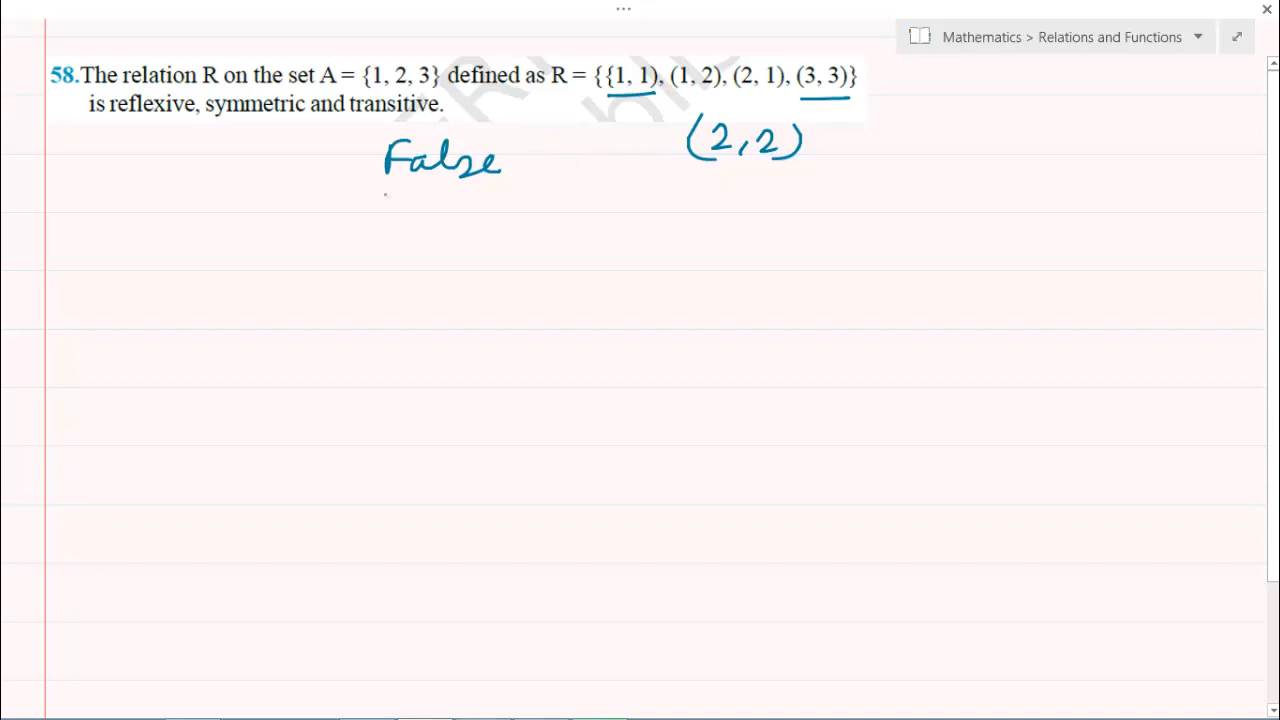 Mathematics > Relations and Functions
58.The relation R on the set A = {1, 2, 3} defined as R = {{1, 1), (1, 2), (2, 1), (3, 3)}
is reflexive, symmetric and transitive.
False (2,2)